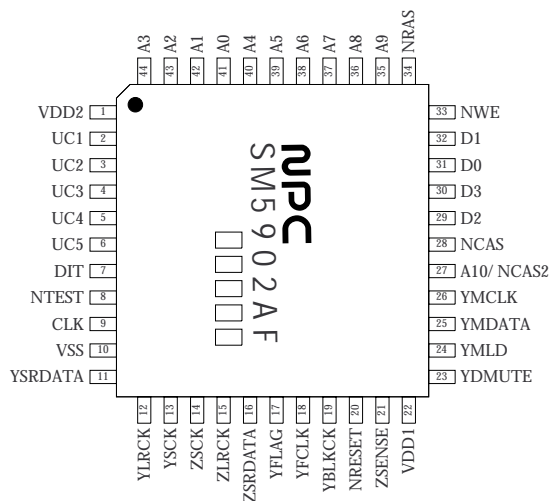 A3 A2 A1 A0 A4 A5 A6 A7 A8 A9 NRAS
44 43 42 41 40 39 38 37 36 35 34
VDD2 1
UC1 2
UC2 3
UC3 4
UC4 5
UC5 6
DIT 7
NTEST 8
CLK 9
VSS 10
YSRDATA 11
NPC
SM5902AF
33 NWE
32 D1
31 D0
30 D3
29 D2
28 NCAS
27 A10/ NCAS2
26 YMCLK
25 YMDATA
24 YMLD
23 YDMUTE
12 13 14 15 16 17 18 19 20 21 22
YLRCK YSCK ZSCK ZLRCK ZSRDATA YFLAG YFCLK YBLKCK NRESET ZSENSE VDD1